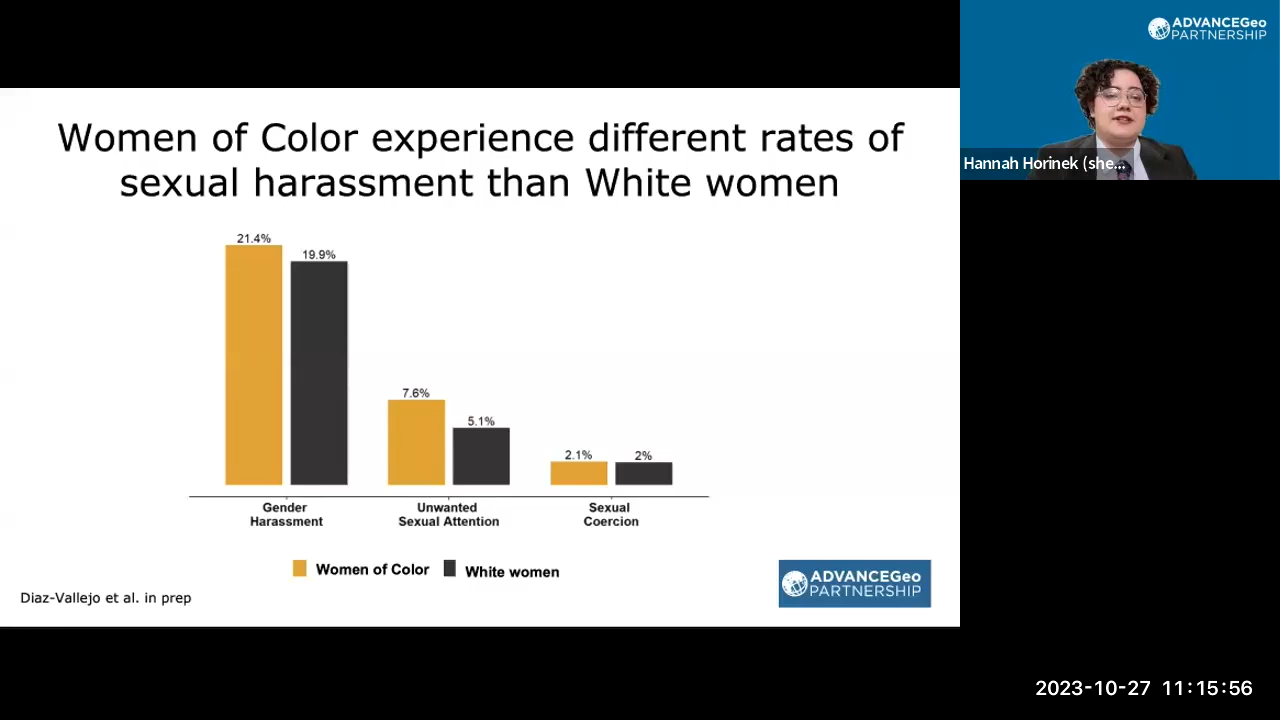 ADVANCEGeo
PARTNERSHIP
Hannah Horinek (she...
Women of Color experience different rates of
sexual harassment than White women
21.4%
19.9%
7.6%
5.1%
2.1%
2%
Gender
Harassment
Unwanted
Sexual Attention
Sexual
Coercion
Women of Color
White women
Diaz-Vallejo et al. in prep
ADVANCEGeo
PARTNERSHIP
2023-10-27 11:15:56